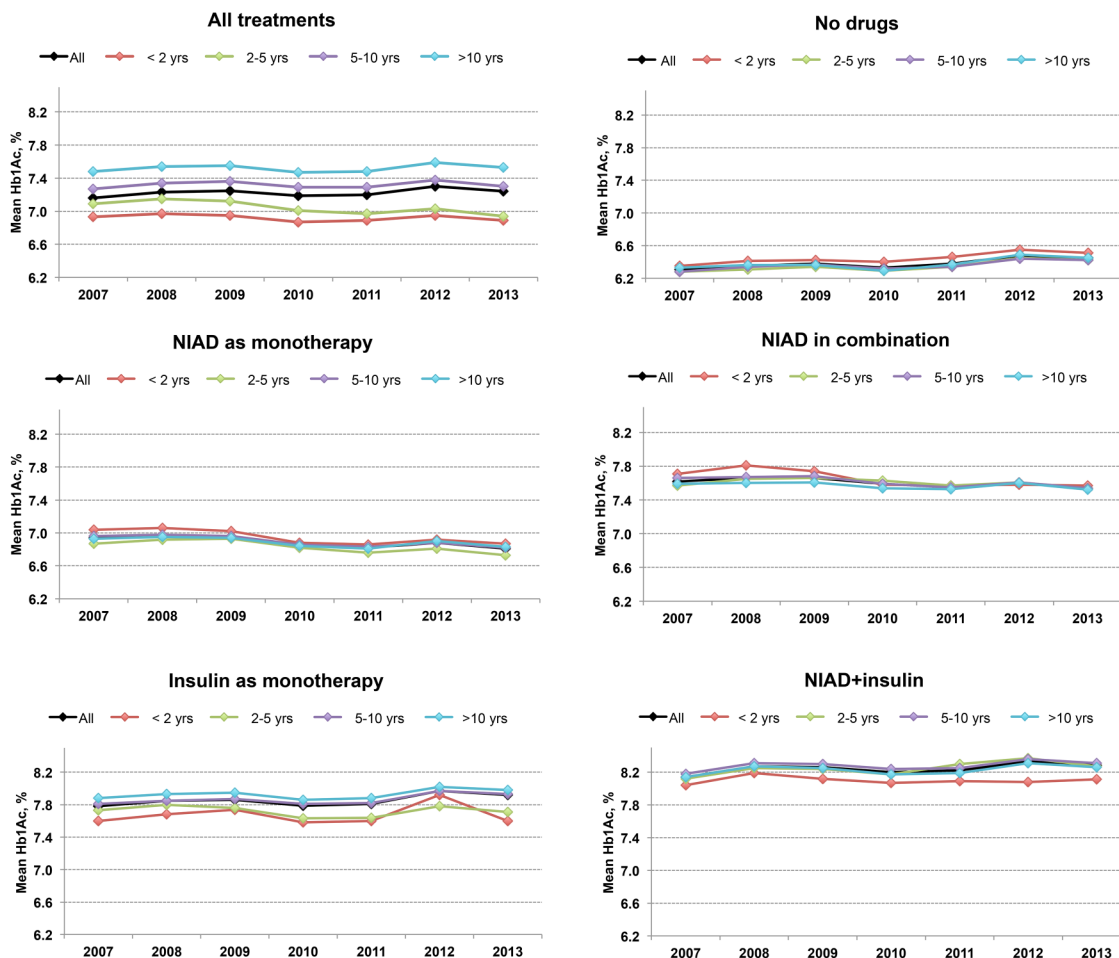 All treatments
All < 2 yrs 2-5 yrs 5-10 yrs >10 yrs
Mean Hb1Ac, %
8.2
7.8
7.4
7.0
6.6
6.2
2007 2008 2009 2010 2011 2012 2013
No drugs
All < 2 yrs 2-5 yrs 5-10 yrs >10 yrs
Mean Hb1Ac, %
8.2
7.8
7.4
7.0
6.6
6.2
2007 2008 2009 2010 2011 2012 2013
NIAD as monotherapy
All < 2 yrs 2-5 yrs 5-10 yrs >10 yrs
Mean Hb1Ac, %
8.2
7.8
7.4
7.0
6.6
6.2
2007 2008 2009 2010 2011 2012 2013
NIAD in combination
All < 2 yrs 2-5 yrs 5-10 yrs >10 yrs
Mean Hb1Ac, %
8.2
7.8
7.4
7.0
6.6
6.2
2007 2008 2009 2010 2011 2012 2013
Insulin as monotherapy
All < 2 yrs 2-5 yrs 5-10 yrs >10 yrs
Mean Hb1Ac, %
8.2
7.8
7.4
7.0
6.6
6.2
2007 2008 2009 2010 2011 2012 2013
NIAD+insulin
All < 2 yrs 2-5 yrs 5-10 yrs >10 yrs
Mean Hb1Ac, %
8.2
7.8
7.4
7.0
6.6
6.2
2007 2008 2009 2010 2011 2012 2013